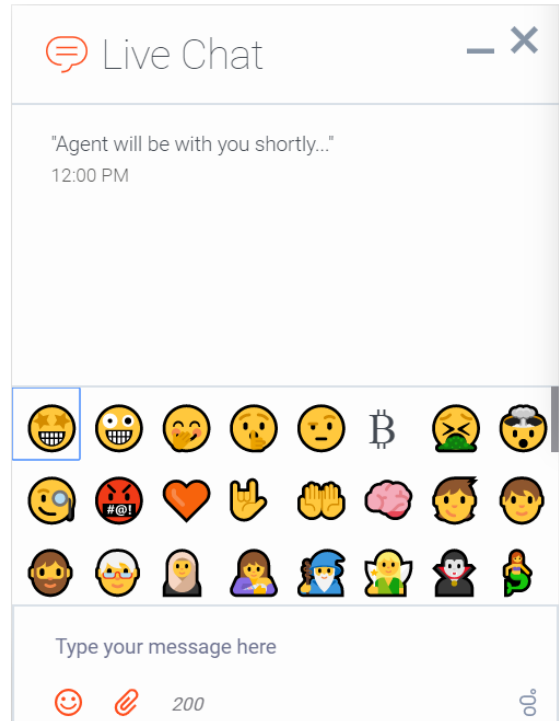 Live Chat
"Agent will be with you shortly..."
12:00 PM
#@!
Type your message here
200